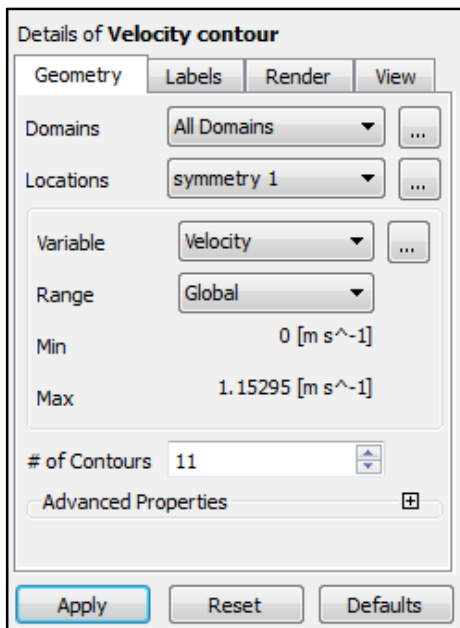 Details of Velocity contour
Geometry Labels Render View
Domains All Domains ...
Locations symmetry 1 ...
Variable Velocity ...
Range Global
Min 0 [m s^-1]
Max 1.15295 [m s^-1]
# of Contours 11
Advanced Properties
Apply Reset Defaults